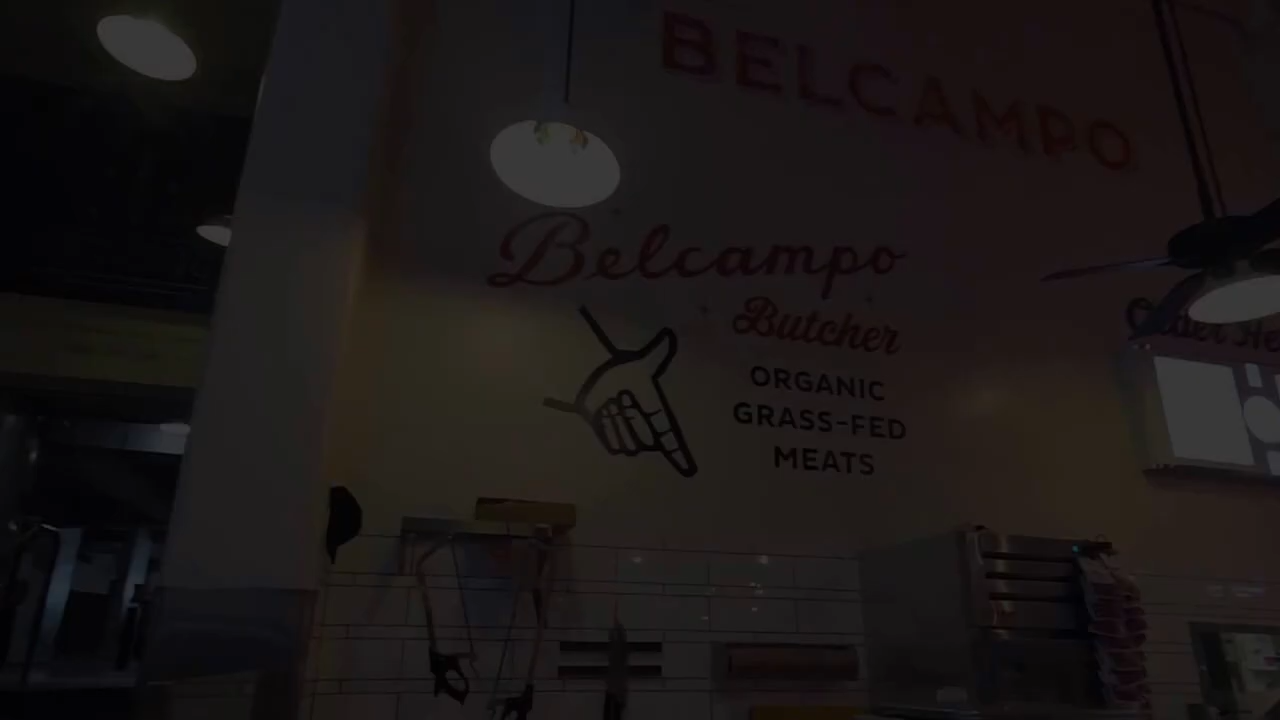 BELCAMPO
Belcampo
Butcher
ORGANIC
GRASS-FED
MEATS